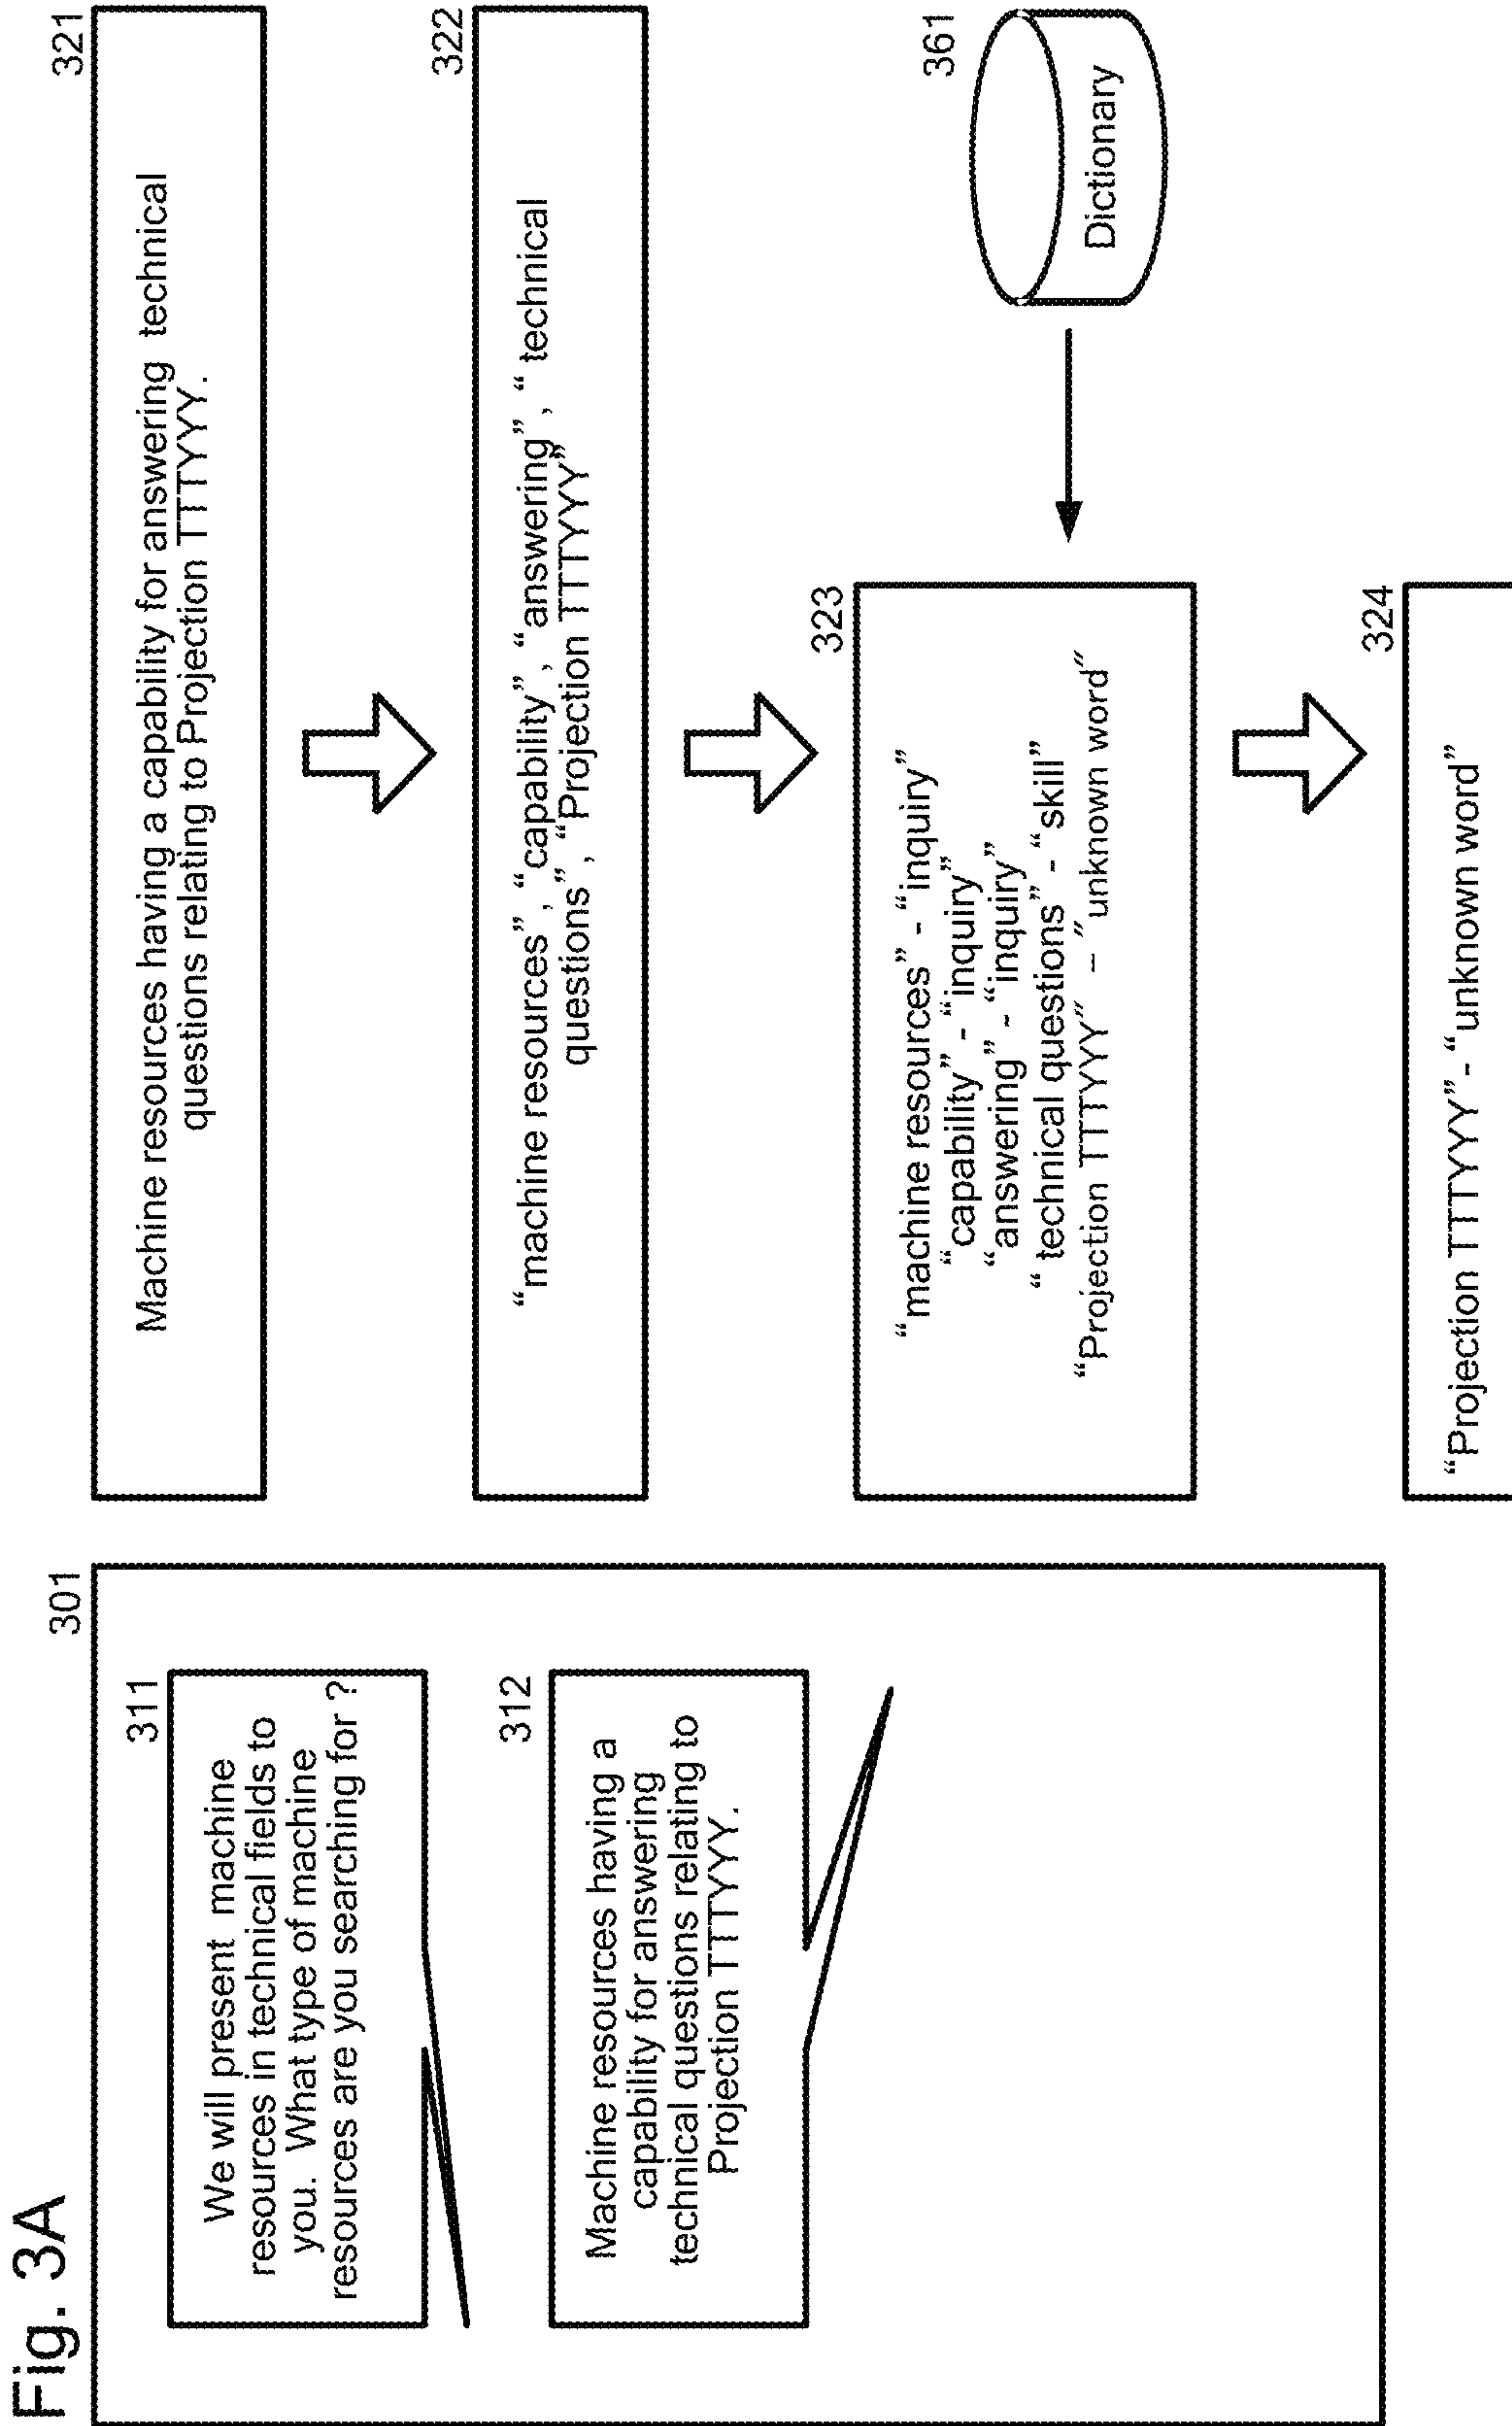 Fig. 3A
301
311
We will present machine
resources in technical fields to
you. What type of machine
resources are you searching for ?
312
Machine resources having a
capability for answering
technical questions relating to
Projection TTTYYY.
321
Machine resources having a capability for answering technical
questions relating to Projection TTTYYY.
322
“machine resources”, “capability”, “answering”, “ technical
questions”, “Projection TTTYYY”
323
“machine resources” - “inquiry”
“capability” - “inquiry”
“answering” - “inquiry”
“ technical questions” - “skill”
“Projection TTTYYY” – “unknown word”
361
Dictionary
324
“Projection TTTYYY” - “unknown word”